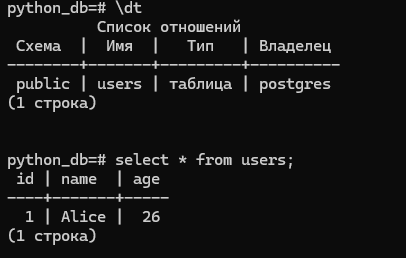 python_db=# \dt
Список отношений
Схема | Имя | Тип | Владелец
--------+-------+---------+----------
public | users | таблица | postgres
(1 строка)
python_db=# select * from users;
id | name | age
----+-------+-----
1 | Alice | 26
(1 строка)